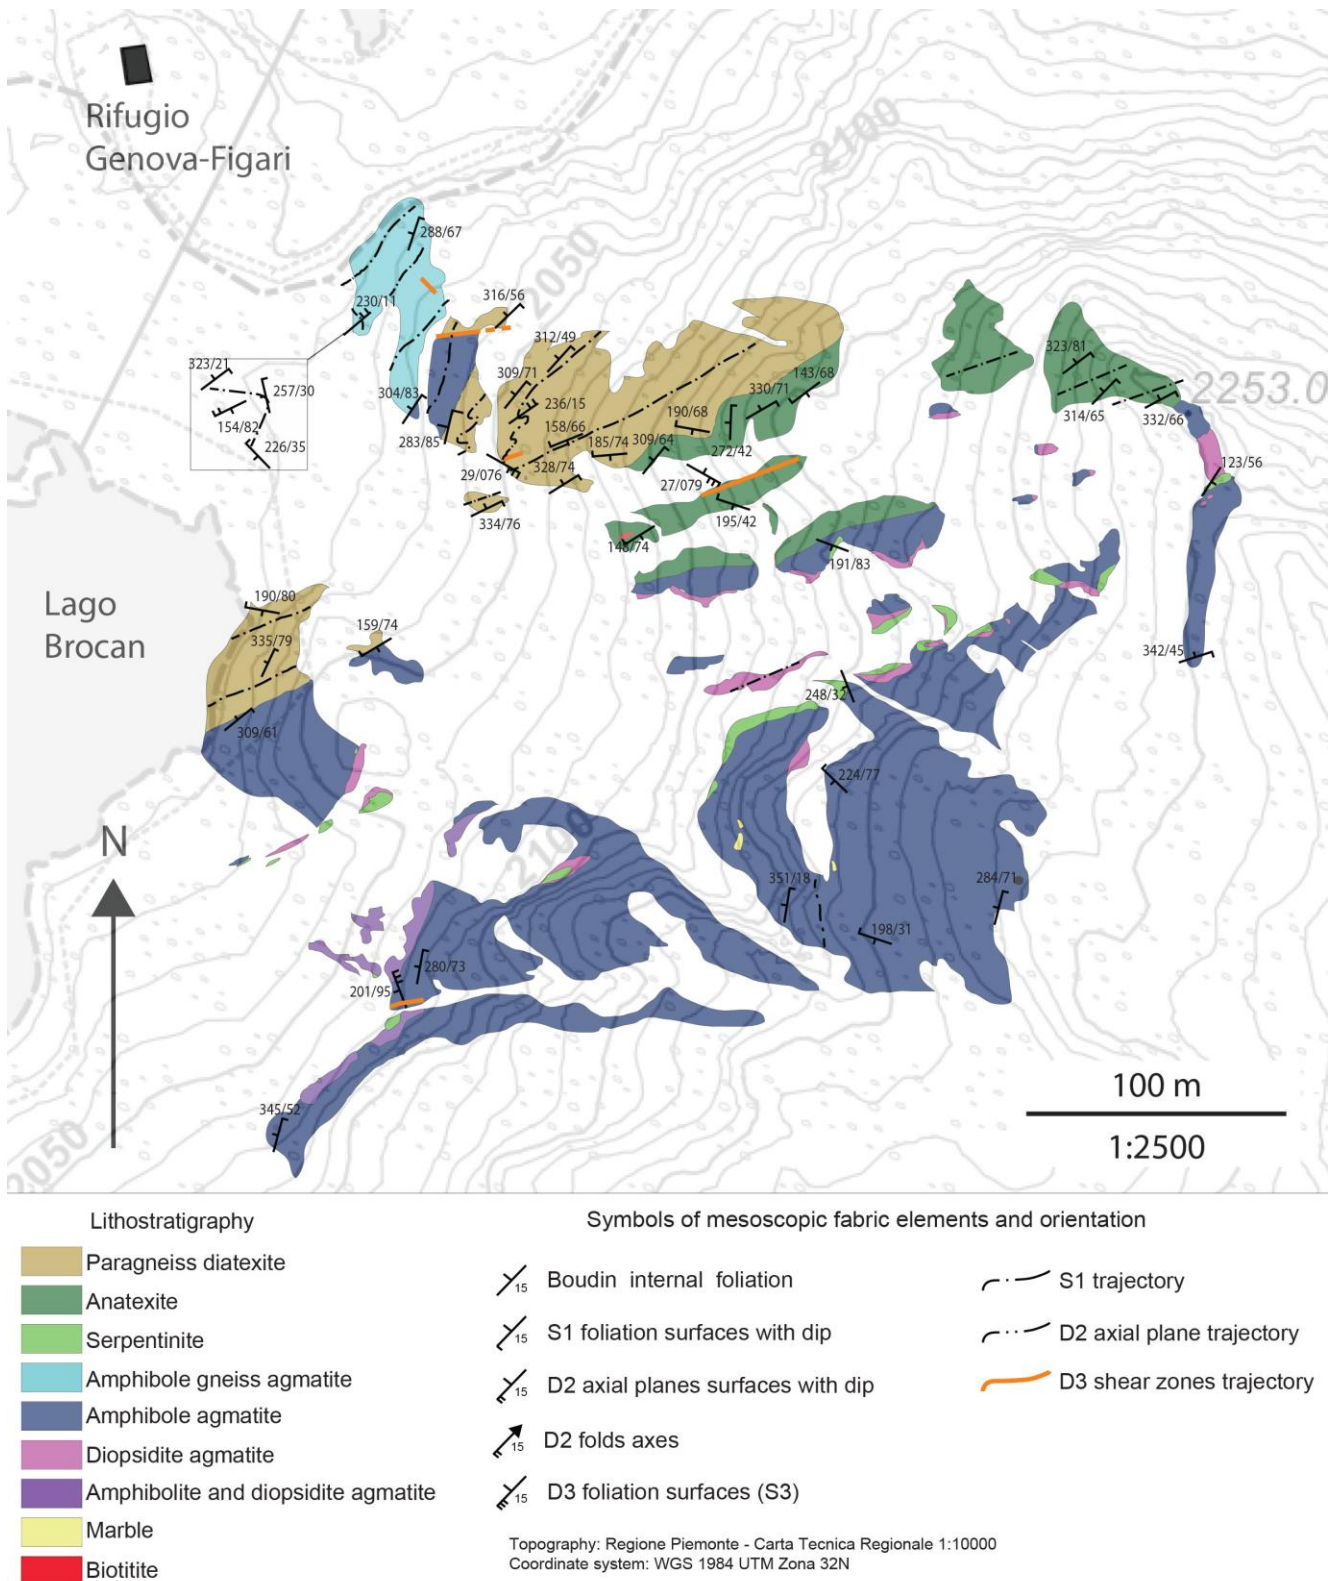 Rifugio
Genova-Figari
2100
2050
288/67
230/11
316/56
312/49
323/81
323/21
309/71
143/68
330/71
2253.0
257/30
304/83
236/15
190/68
314/65
332/66
154/82
158/66
283/85
185/74
309/64
272/42
226/35
29/076
328/74
27/079
123/56
334/76
195/42
148/74
191/83
Lago
Brocan
190/80
159/74
335/79
342/45
248/32
309/61
224/77
N
2100
351/18
284/71
198/31
280/73
201/95
345/52
2050
100 m
1:2500
Lithostratigraphy
Paragneiss diatexite
Anatexite
Serpentinite
Amphibole gneiss agmatite
Amphibole agmatite
Diopsidite agmatite
Amphibolite and diopsidite agmatite
Marble
Biotitite
Symbols of mesoscopic fabric elements and orientation
15 Boudin internal foliation
15 S1 foliation surfaces with dip
15 D2 axial planes surfaces with dip
15 D2 folds axes
15 D3 foliation surfaces (S3)
S1 trajectory
D2 axial plane trajectory
D3 shear zones trajectory
Topography: Regione Piemonte - Carta Tecnica Regionale 1:10000
Coordinate system: WGS 1984 UTM Zona 32N